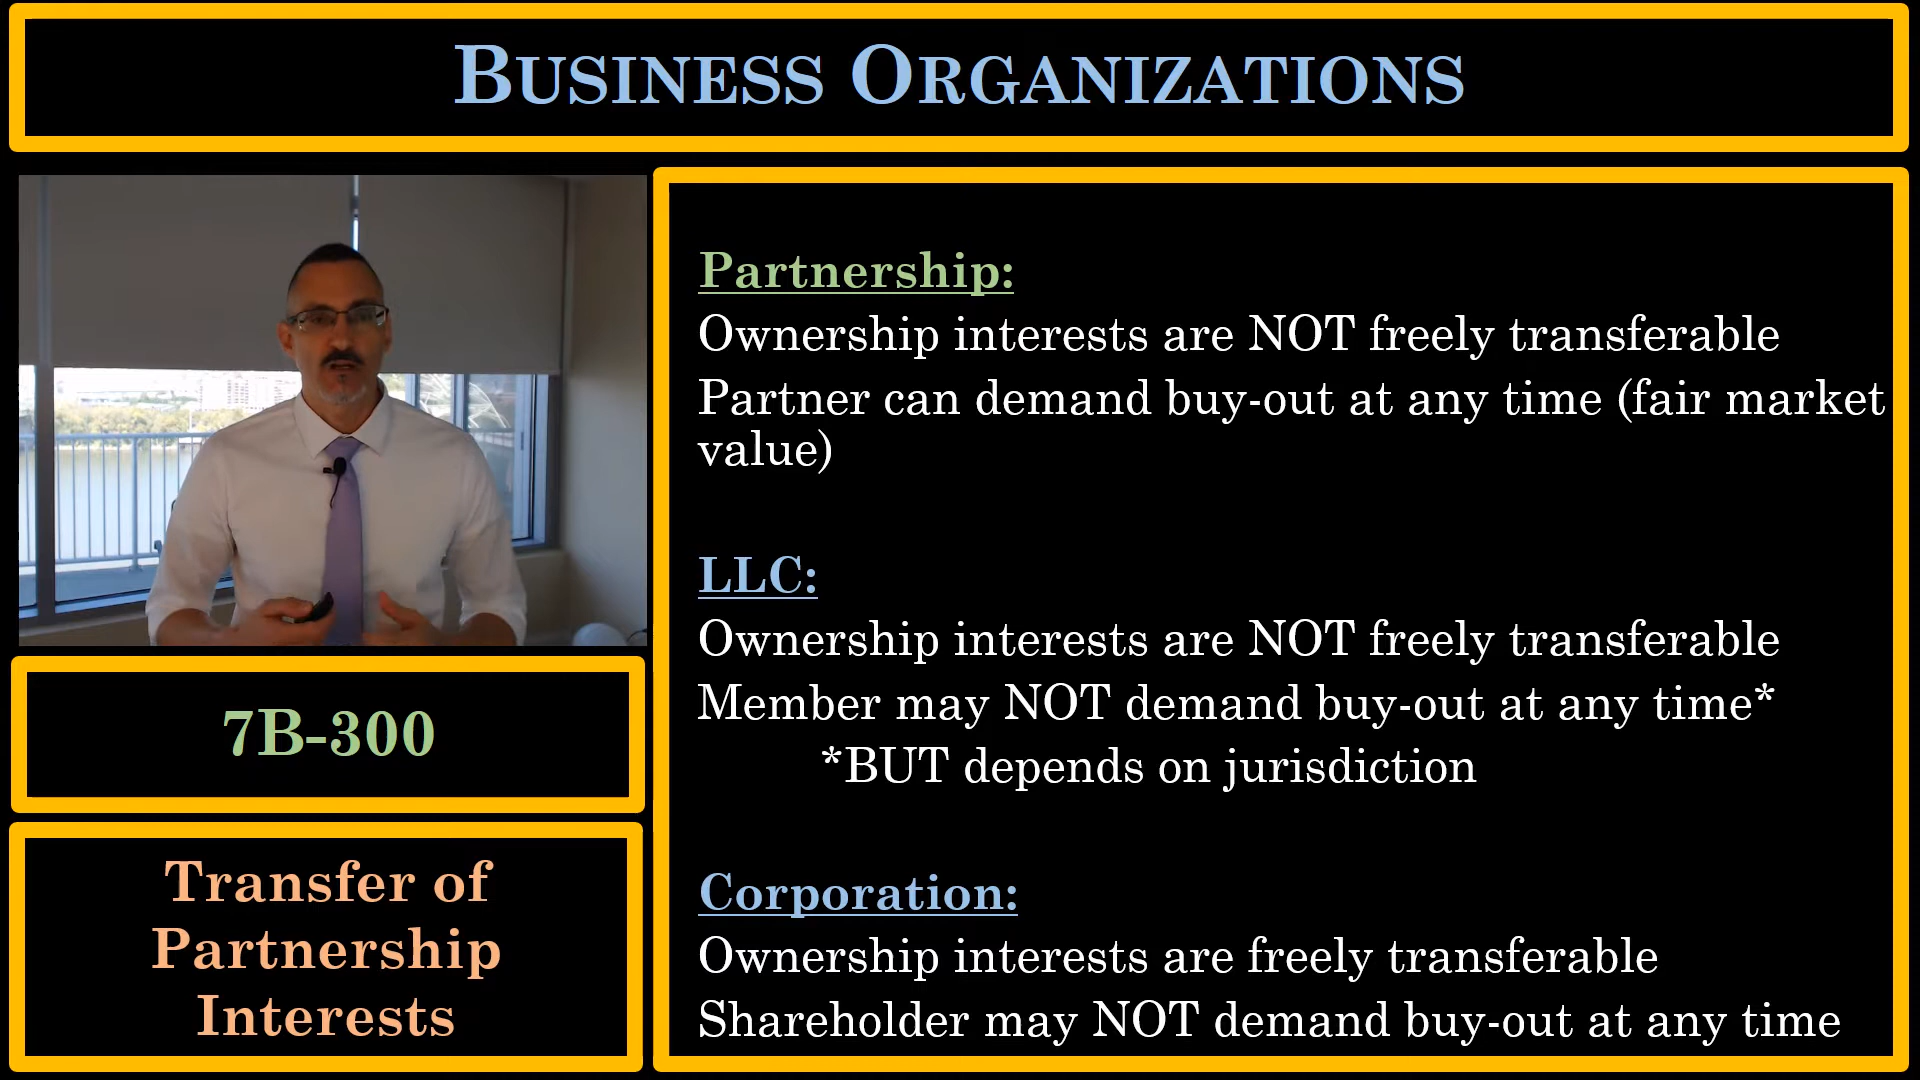 BUSINESS ORGANIZATIONS
Partnership:
Ownership interests are NOT freely transferable
Partner can demand buy-out at any time (fair market
value)
LLC:
Ownership interests are NOT freely transferable
Member may NOT demand buy-out at any time*
*BUT depends on jurisdiction
Corporation:
Ownership interests are freely transferable
Shareholder may NOT demand buy-out at any time
7B-300
Transfer of
Partnership
Interests